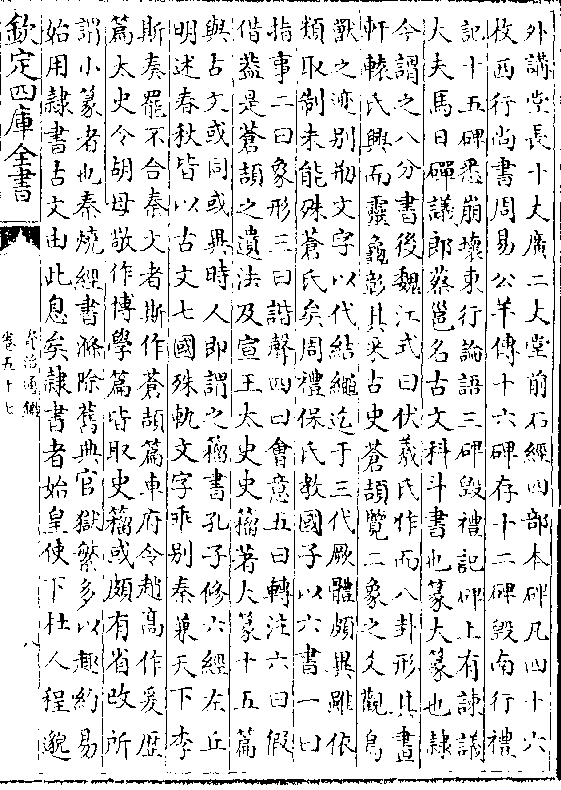 外講堂長十丈廣二丈堂前石經四部本碑凡四十六
枚西行尚書周易公羊傳十六碑存十二碑毀南行禮
記十五碑悉崩壞東行論語三碑毀禮記碑上有諫議
大夫馬日磾議郎蔡邕名古文科斗書也篆大篆也隸
今謂之八分書後魏江式曰伏羲氏作而八卦形其畫
軒轅氏興而靈龜彰其采古史蒼頡覽二象之爻觀鳥
獸之迹别剏文字以代結繩迄于三代厥體頗異雖依
類取制未能殊蒼氏矣周禮保氏教國子以六書一曰
指事二曰象形三曰諧聲四曰會意五曰轉注六曰假
借葢是蒼頡之遺法及宣王太史史籀著大篆十五篇
與古文或同或異時人即謂之籀書孔子修六經左丘
明述春秋皆以古文七國殊軌文字乖别秦兼天下李
斯奏罷不合秦文者斯作蒼頡篇車府令趙高作爰歴
篇太史令胡母敬作博學篇皆取史籀或頗有省改所
謂小篆者也秦燒經書滌除舊典官獄繁多以趣約易
始用隸書古文由此息矣隸書者始皇使下杜人程邈
欽定四庫全書
資治通鑑
卷五十七
八